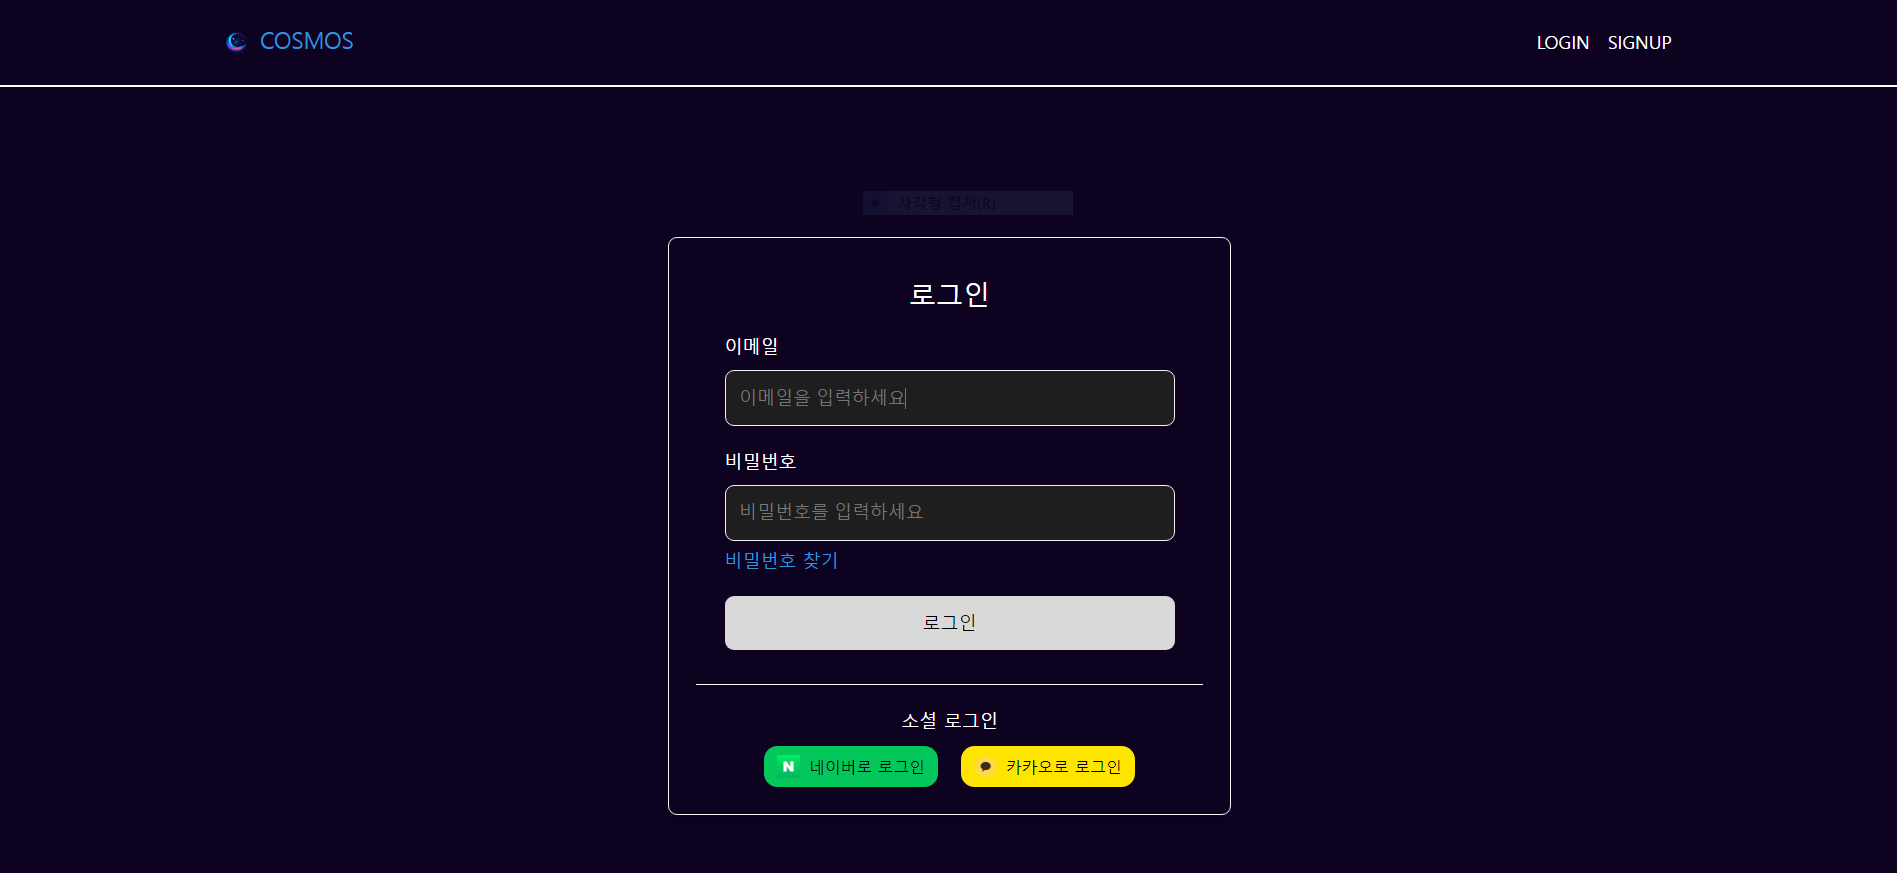 COSMOS
LOGIN SIGNUP
사각형 캡처(R)
로그인
이메일
이메일을 입력하세요
비밀번호
비밀번호를 입력하세요
비밀번호 찾기
로그인
소셜 로그인
N 네이버로 로그인
카카오로 로그인